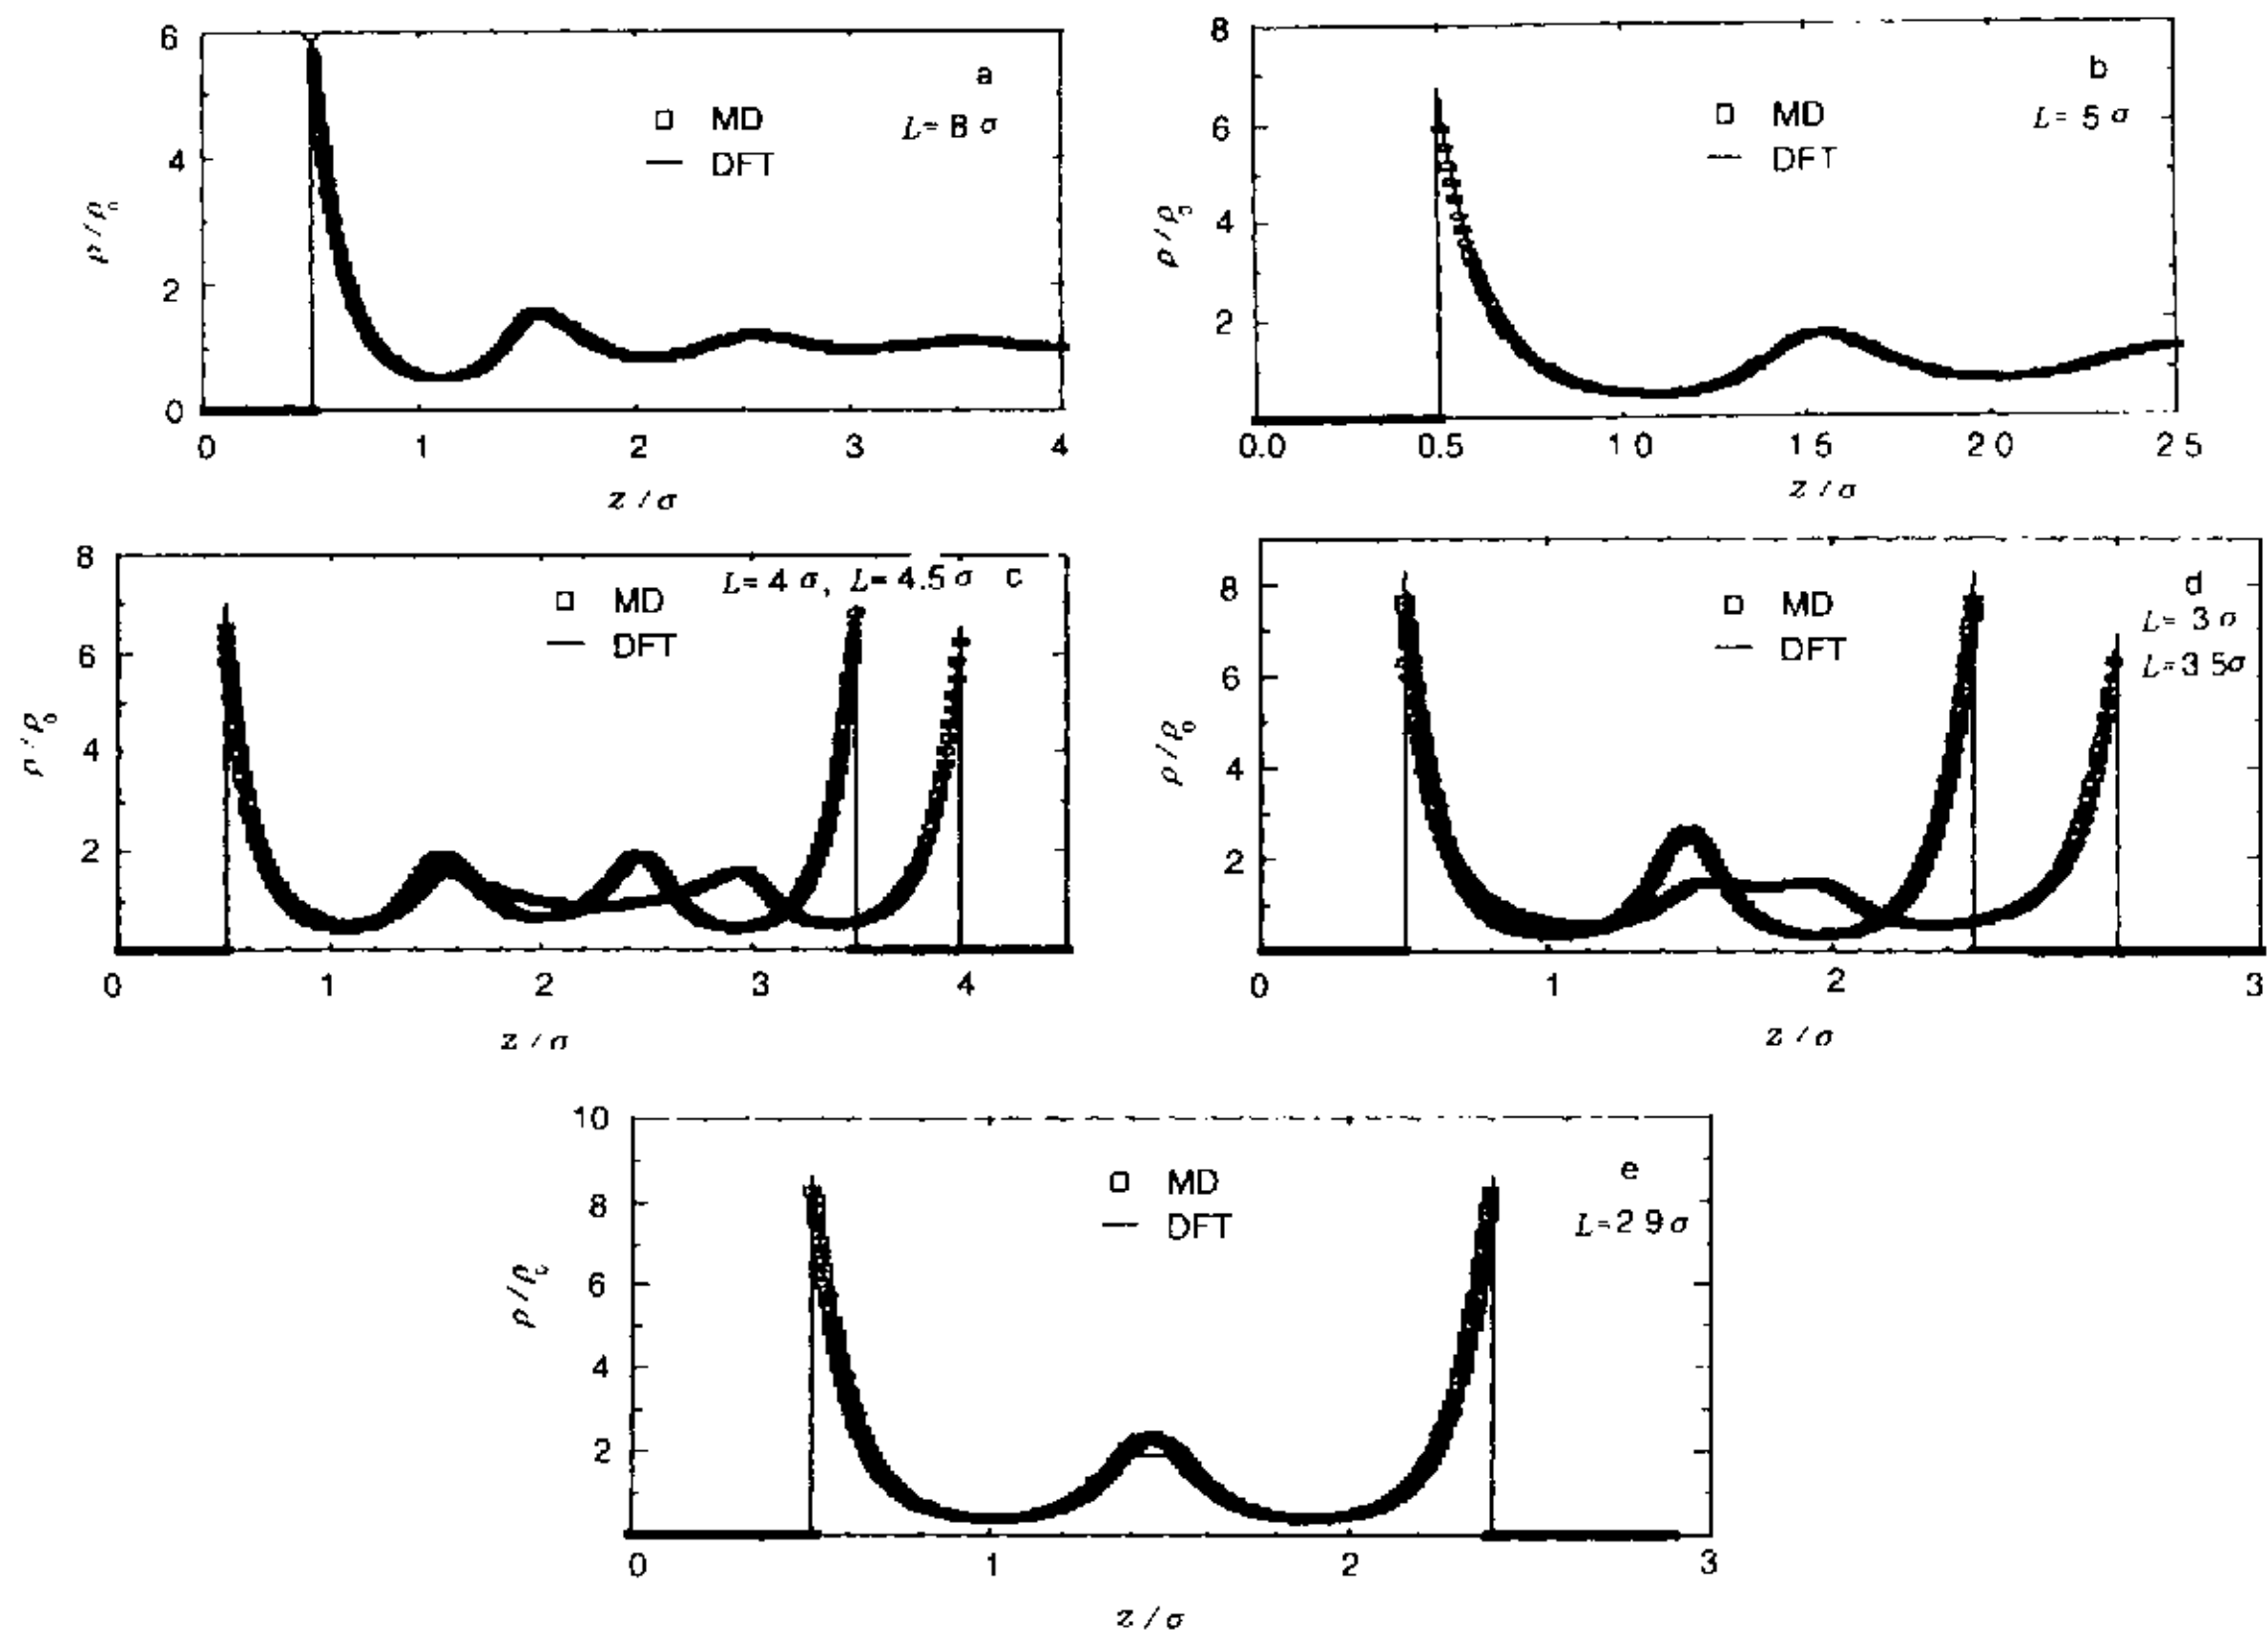 6
4
2
0
a
□ MD
— DFT
L= 8 σ
ρ/ρ₀
0 1 2 3 4
z/σ
8
6
4
2
b
□ MD
— DFT
L= 5 σ
ρ/ρ₀
0.0 0.5 1 0 1 5 2 0 2 5
z/σ
8
6
4
2
L= 4 σ, L= 4.5 σ c
□ MD
— DFT
ρ/ρ₀
0 1 2 3 4
z/σ
8
6
4
2
d
□ MD
— DFT
L= 3 σ
L=3 5σ
ρ/ρ₀
0 1 2 3
z/σ
10
8
6
4
2
e
□ MD
— DFT
L=2 9σ
ρ/ρ₀
0 1 2 3
z/σ